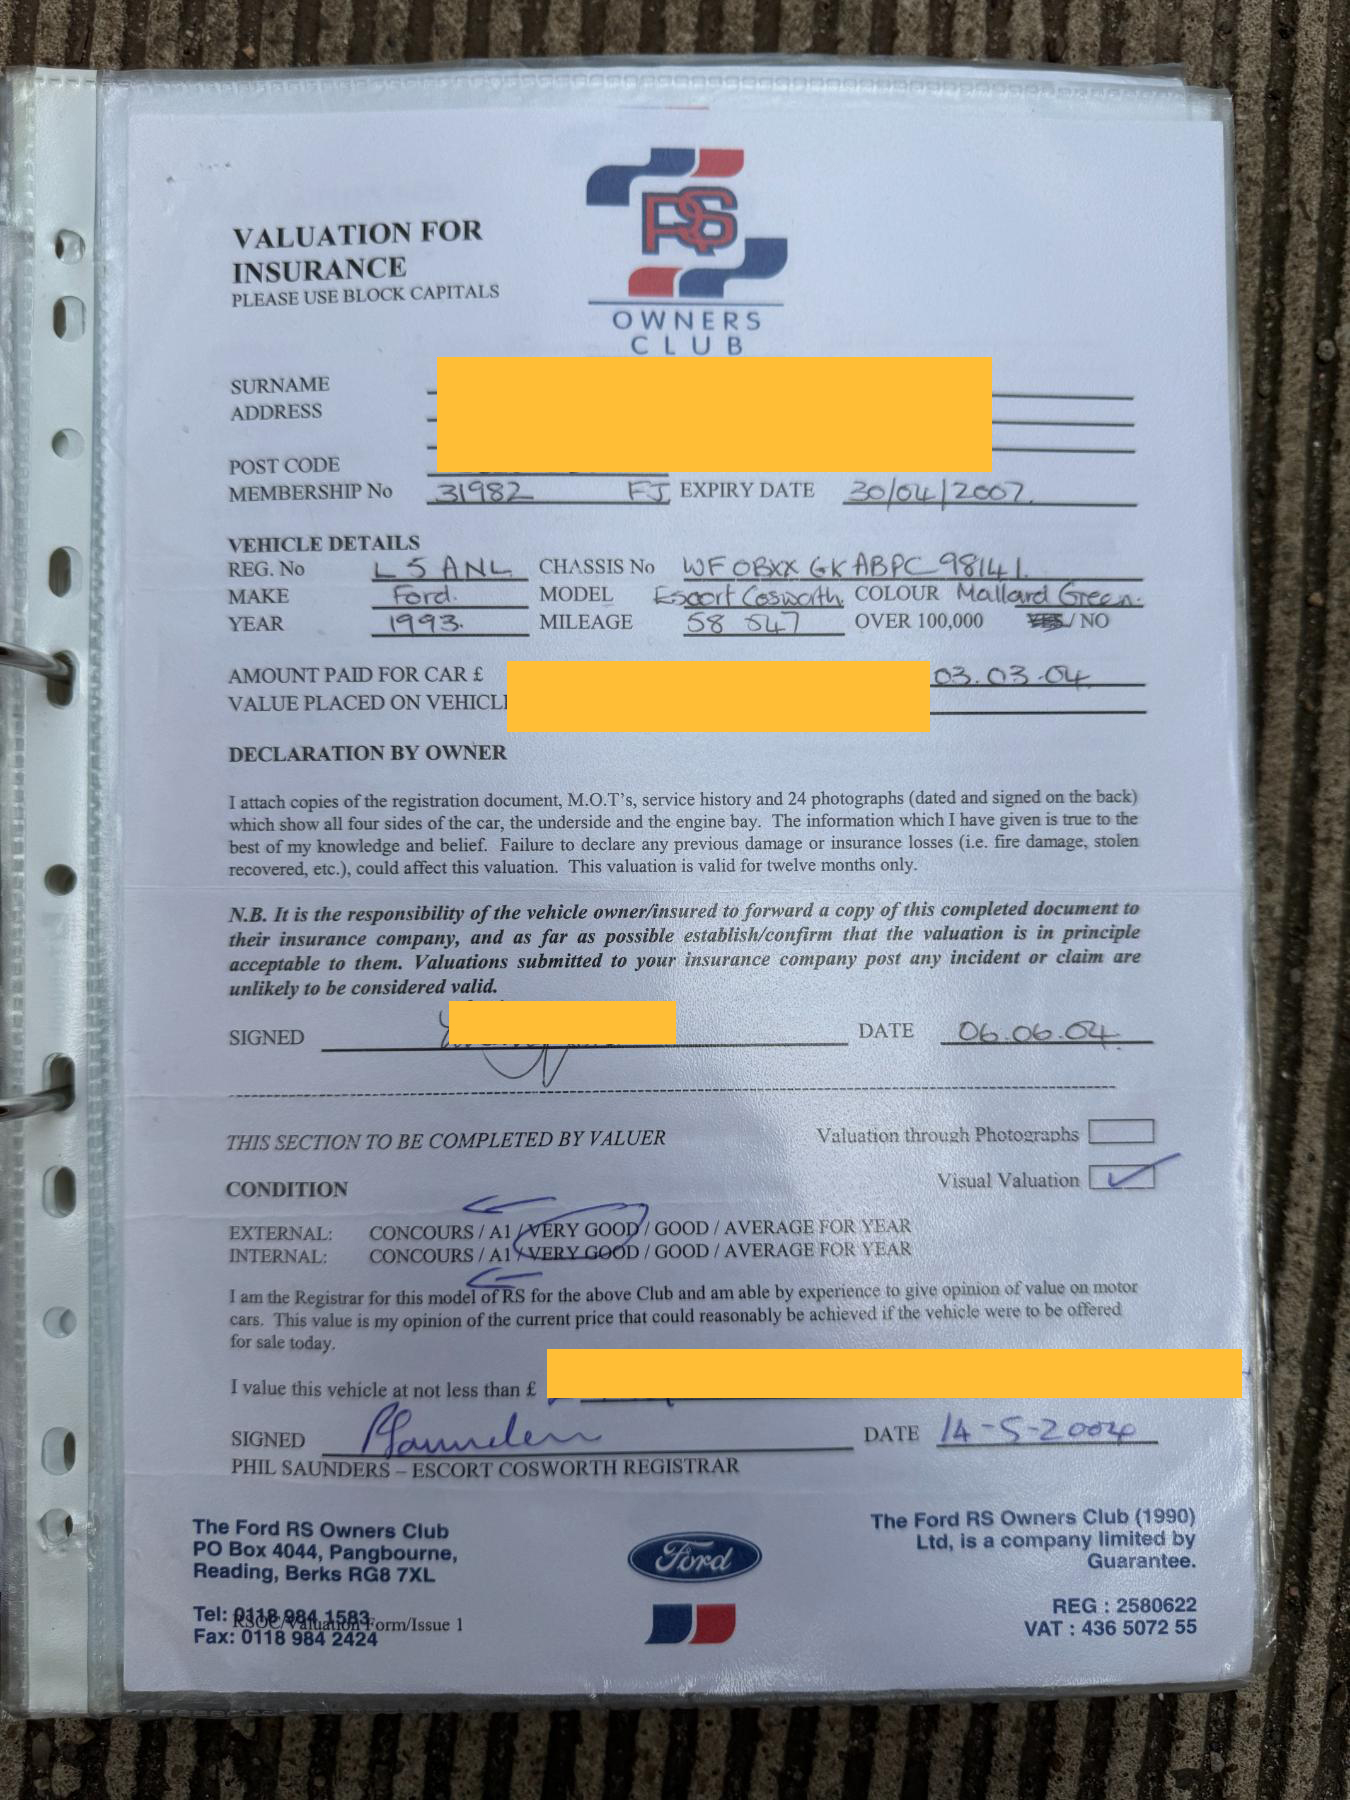 RS
OWNERS
CLUB
VALUATION FOR
INSURANCE
PLEASE USE BLOCK CAPITALS
SURNAME
ADDRESS
POST CODE
MEMBERSHIP No 31982 FJ EXPIRY DATE 30/04/2007.
VEHICLE DETAILS
REG. No L5 ANL CHASSIS No WFOBXX GKABPC 98141.
MAKE Ford. MODEL Escort Cosworth COLOUR Mallard Green.
YEAR 1993. MILEAGE 58 547 OVER 100,000 YES/NO
AMOUNT PAID FOR CAR £ 03.03.04.
VALUE PLACED ON VEHICL
DECLARATION BY OWNER
I attach copies of the registration document, M.O.T's, service history and 24 photographs (dated and signed on the back)
which show all four sides of the car, the underside and the engine bay. The information which I have given is true to the
best of my knowledge and belief. Failure to declare any previous damage or insurance losses (i.e. fire damage, stolen
recovered, etc.), could affect this valuation. This valuation is valid for twelve months only.
N.B. It is the responsibility of the vehicle owner/insured to forward a copy of this completed document to
their insurance company, and as far as possible establish/confirm that the valuation is in principle
acceptable to them. Valuations submitted to your insurance company post any incident or claim are
unlikely to be considered valid.
SIGNED DATE 06.06.04.
THIS SECTION TO BE COMPLETED BY VALUER Valuation through Photographs
Visual Valuation
CONDITION
EXTERNAL: CONCOURS / A1 / VERY GOOD / GOOD / AVERAGE FOR YEAR
INTERNAL: CONCOURS / A1 / VERY GOOD / GOOD / AVERAGE FOR YEAR
I am the Registrar for this model of RS for the above Club and am able by experience to give opinion of value on motor
cars. This value is my opinion of the current price that could reasonably be achieved if the vehicle were to be offered
for sale today.
I value this vehicle at not less than £
SIGNED PSaunders DATE 14-5-2004
PHIL SAUNDERS – ESCORT COSWORTH REGISTRAR
The Ford RS Owners Club
PO Box 4044, Pangbourne,
Reading, Berks RG8 7XL
Tel: 0118 984 1583
RSOC/Valuation Form/Issue 1
Fax: 0118 984 2424
Ford
The Ford RS Owners Club (1990)
Ltd, is a company limited by
Guarantee.
REG : 2580622
VAT : 436 5072 55